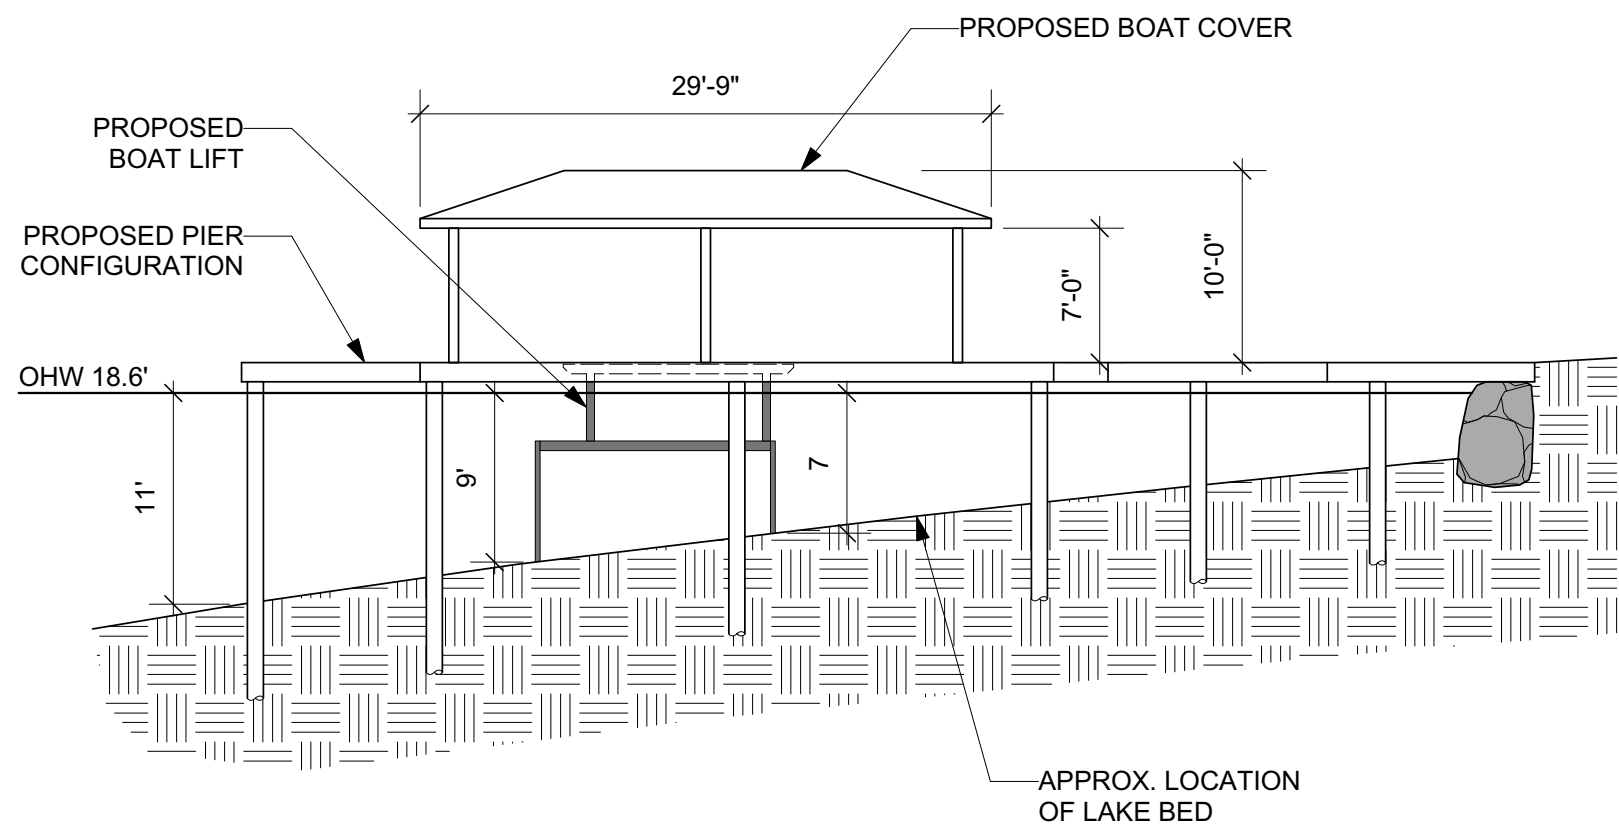 PROPOSED BOAT COVER
29'-9"
PROPOSED
BOAT LIFT
PROPOSED PIER
CONFIGURATION
10'-0"
7'-0"
OHW 18.6'
11'
9'
7
APPROX. LOCATION
OF LAKE BED